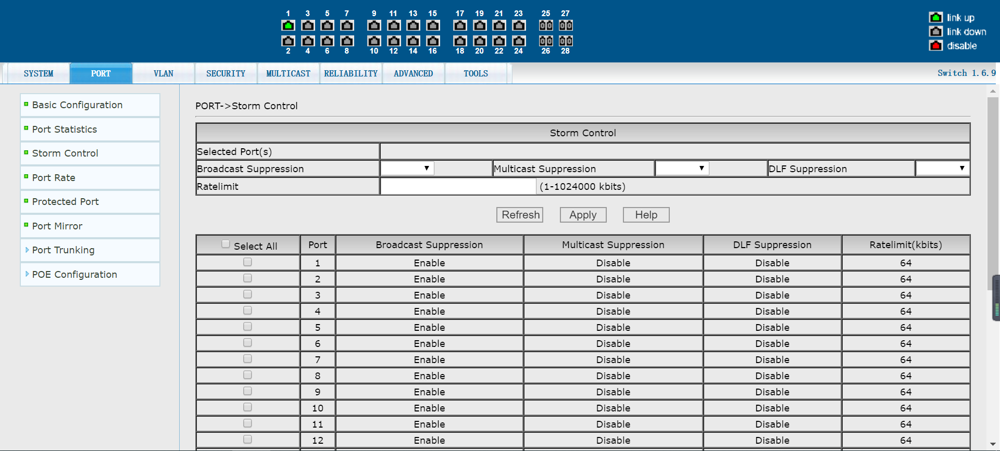 1 3 5 7 9 11 13 15 17 19 21 23 25 27
2 4 6 8 10 12 14 16 18 20 22 24 26 28
link up
link down
disable
SYSTEM PORT VLAN SECURITY MULTICAST RELIABILITY ADVANCED TOOLS Switch 1.6.9
Basic Configuration
Port Statistics
Storm Control
Port Rate
Protected Port
Port Mirror
Port Trunking
POE Configuration
PORT->Storm Control
Storm Control
Selected Port(s)
Broadcast Suppression Multicast Suppression DLF Suppression
Ratelimit (1-1024000 kbits)
Refresh Apply Help
Select All Port Broadcast Suppression Multicast Suppression DLF Suppression Ratelimit(kbits)
1 Enable Disable Disable 64
2 Enable Disable Disable 64
3 Enable Disable Disable 64
4 Enable Disable Disable 64
5 Enable Disable Disable 64
6 Enable Disable Disable 64
7 Enable Disable Disable 64
8 Enable Disable Disable 64
9 Enable Disable Disable 64
10 Enable Disable Disable 64
11 Enable Disable Disable 64
12 Enable Disable Disable 64